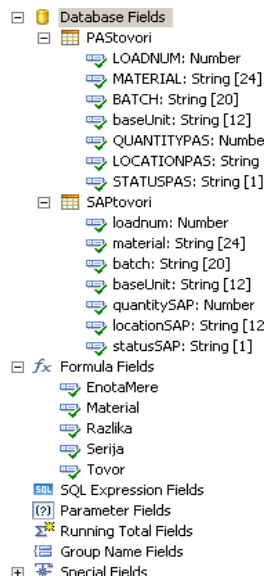 Database Fields
PAStovori
LOADNUM: Number
MATERIAL: String [24]
BATCH: String [20]
baseUnit: String [12]
QUANTITYPAS: Numbe
LOCATIONPAS: String
STATUSPAS: String [1]
SAPtovori
loadnum: Number
material: String [24]
batch: String [20]
baseUnit: String [12]
quantitySAP: Number
locationSAP: String [12
statusSAP: String [1]
fx Formula Fields
EnotaMere
Material
Razlika
Serija
Tovor
SQL SQL Expression Fields
(?) Parameter Fields
Σ Running Total Fields
Group Name Fields
Special Fields